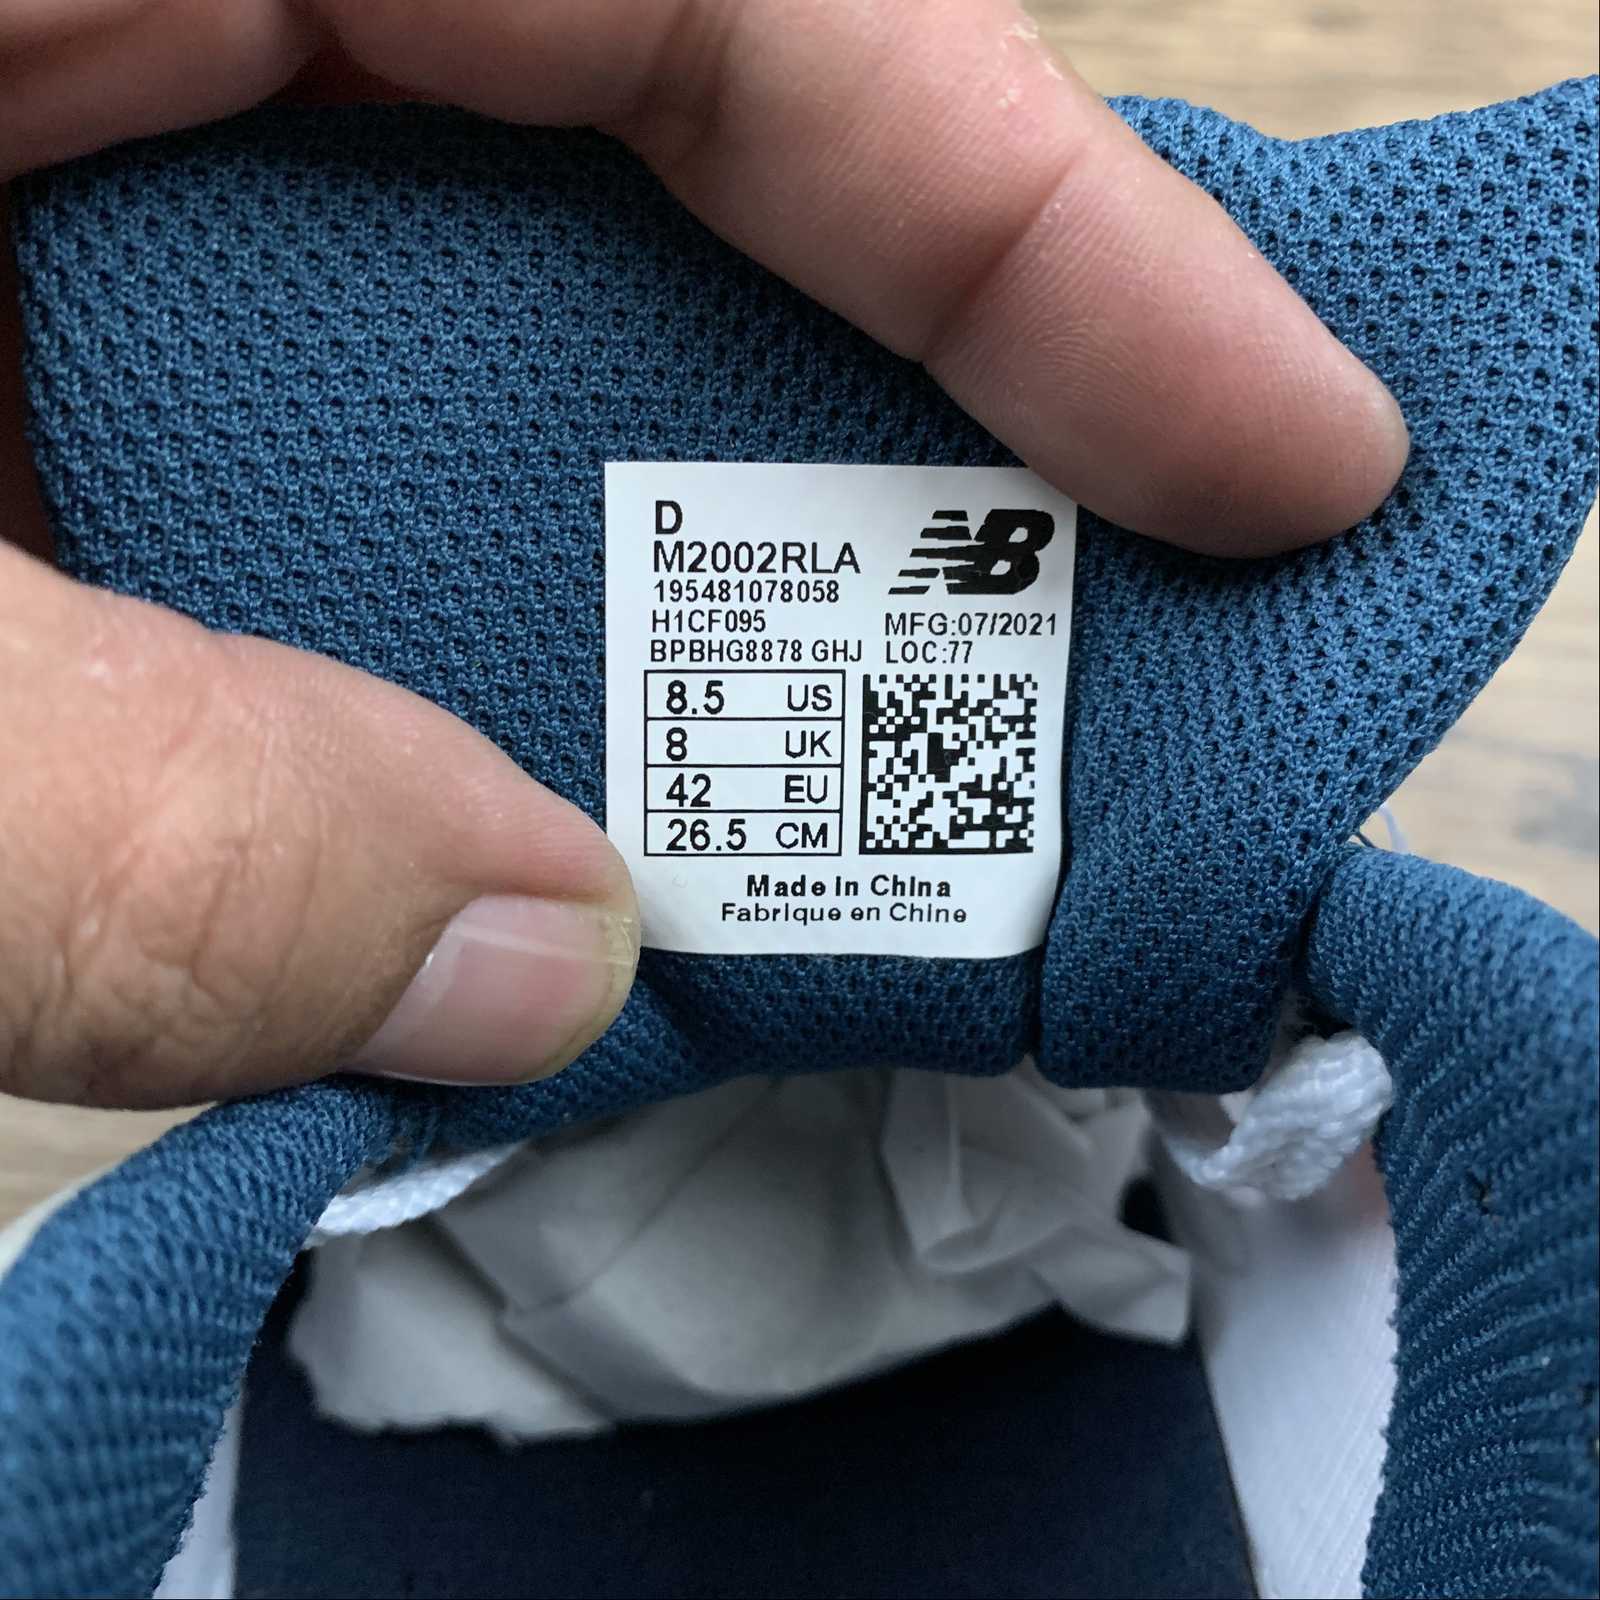 D
M2002RLA
195481078058
H1CF095
BPBHG8878 GHJ
NB
MFG:07/2021
LOC:77
8.5 US
8 UK
42 EU
26.5 CM
Made in China
Fabrique en Chine